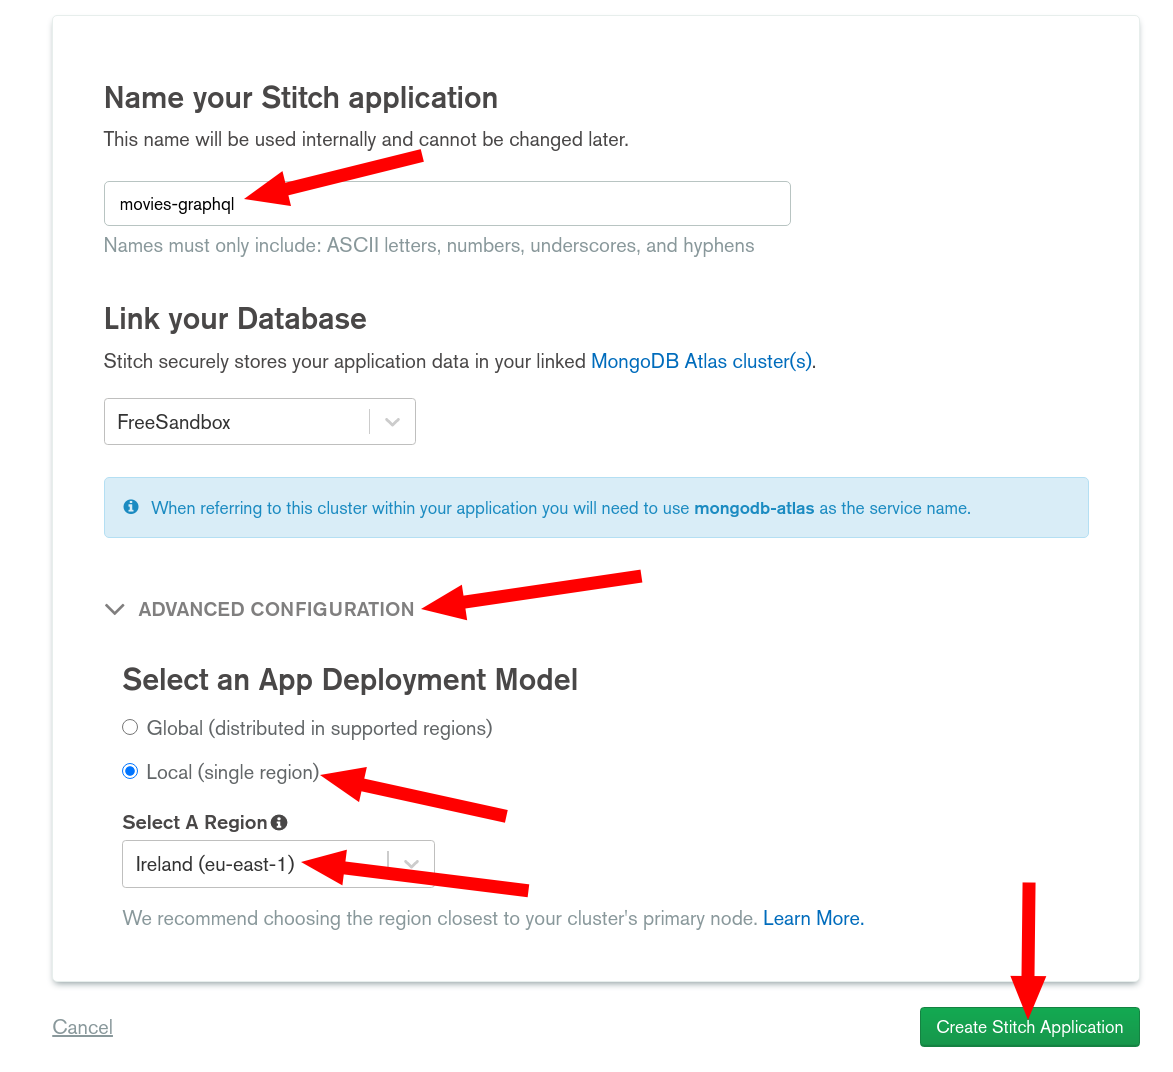 Name your Stitch application
This name will be used internally and cannot be changed later.
movies-graphql
Names must only include: ASCII letters, numbers, underscores, and hyphens
Link your Database
Stitch securely stores your application data in your linked MongoDB Atlas cluster(s).
FreeSandbox
When referring to this cluster within your application you will need to use mongodb-atlas as the service name.
ADVANCED CONFIGURATION
Select an App Deployment Model
Global (distributed in supported regions)
Local (single region)
Select A Region
Ireland (eu-east-1)
We recommend choosing the region closest to your cluster's primary node. Learn More.
Cancel
Create Stitch Application